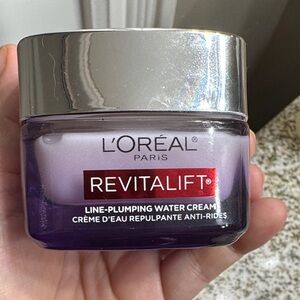 L'ORÉAL
PARIS
REVITALIFT®
LINE-PLUMPING WATER CREAM
CRÈME D'EAU REPULPANTE ANTI-RIDES